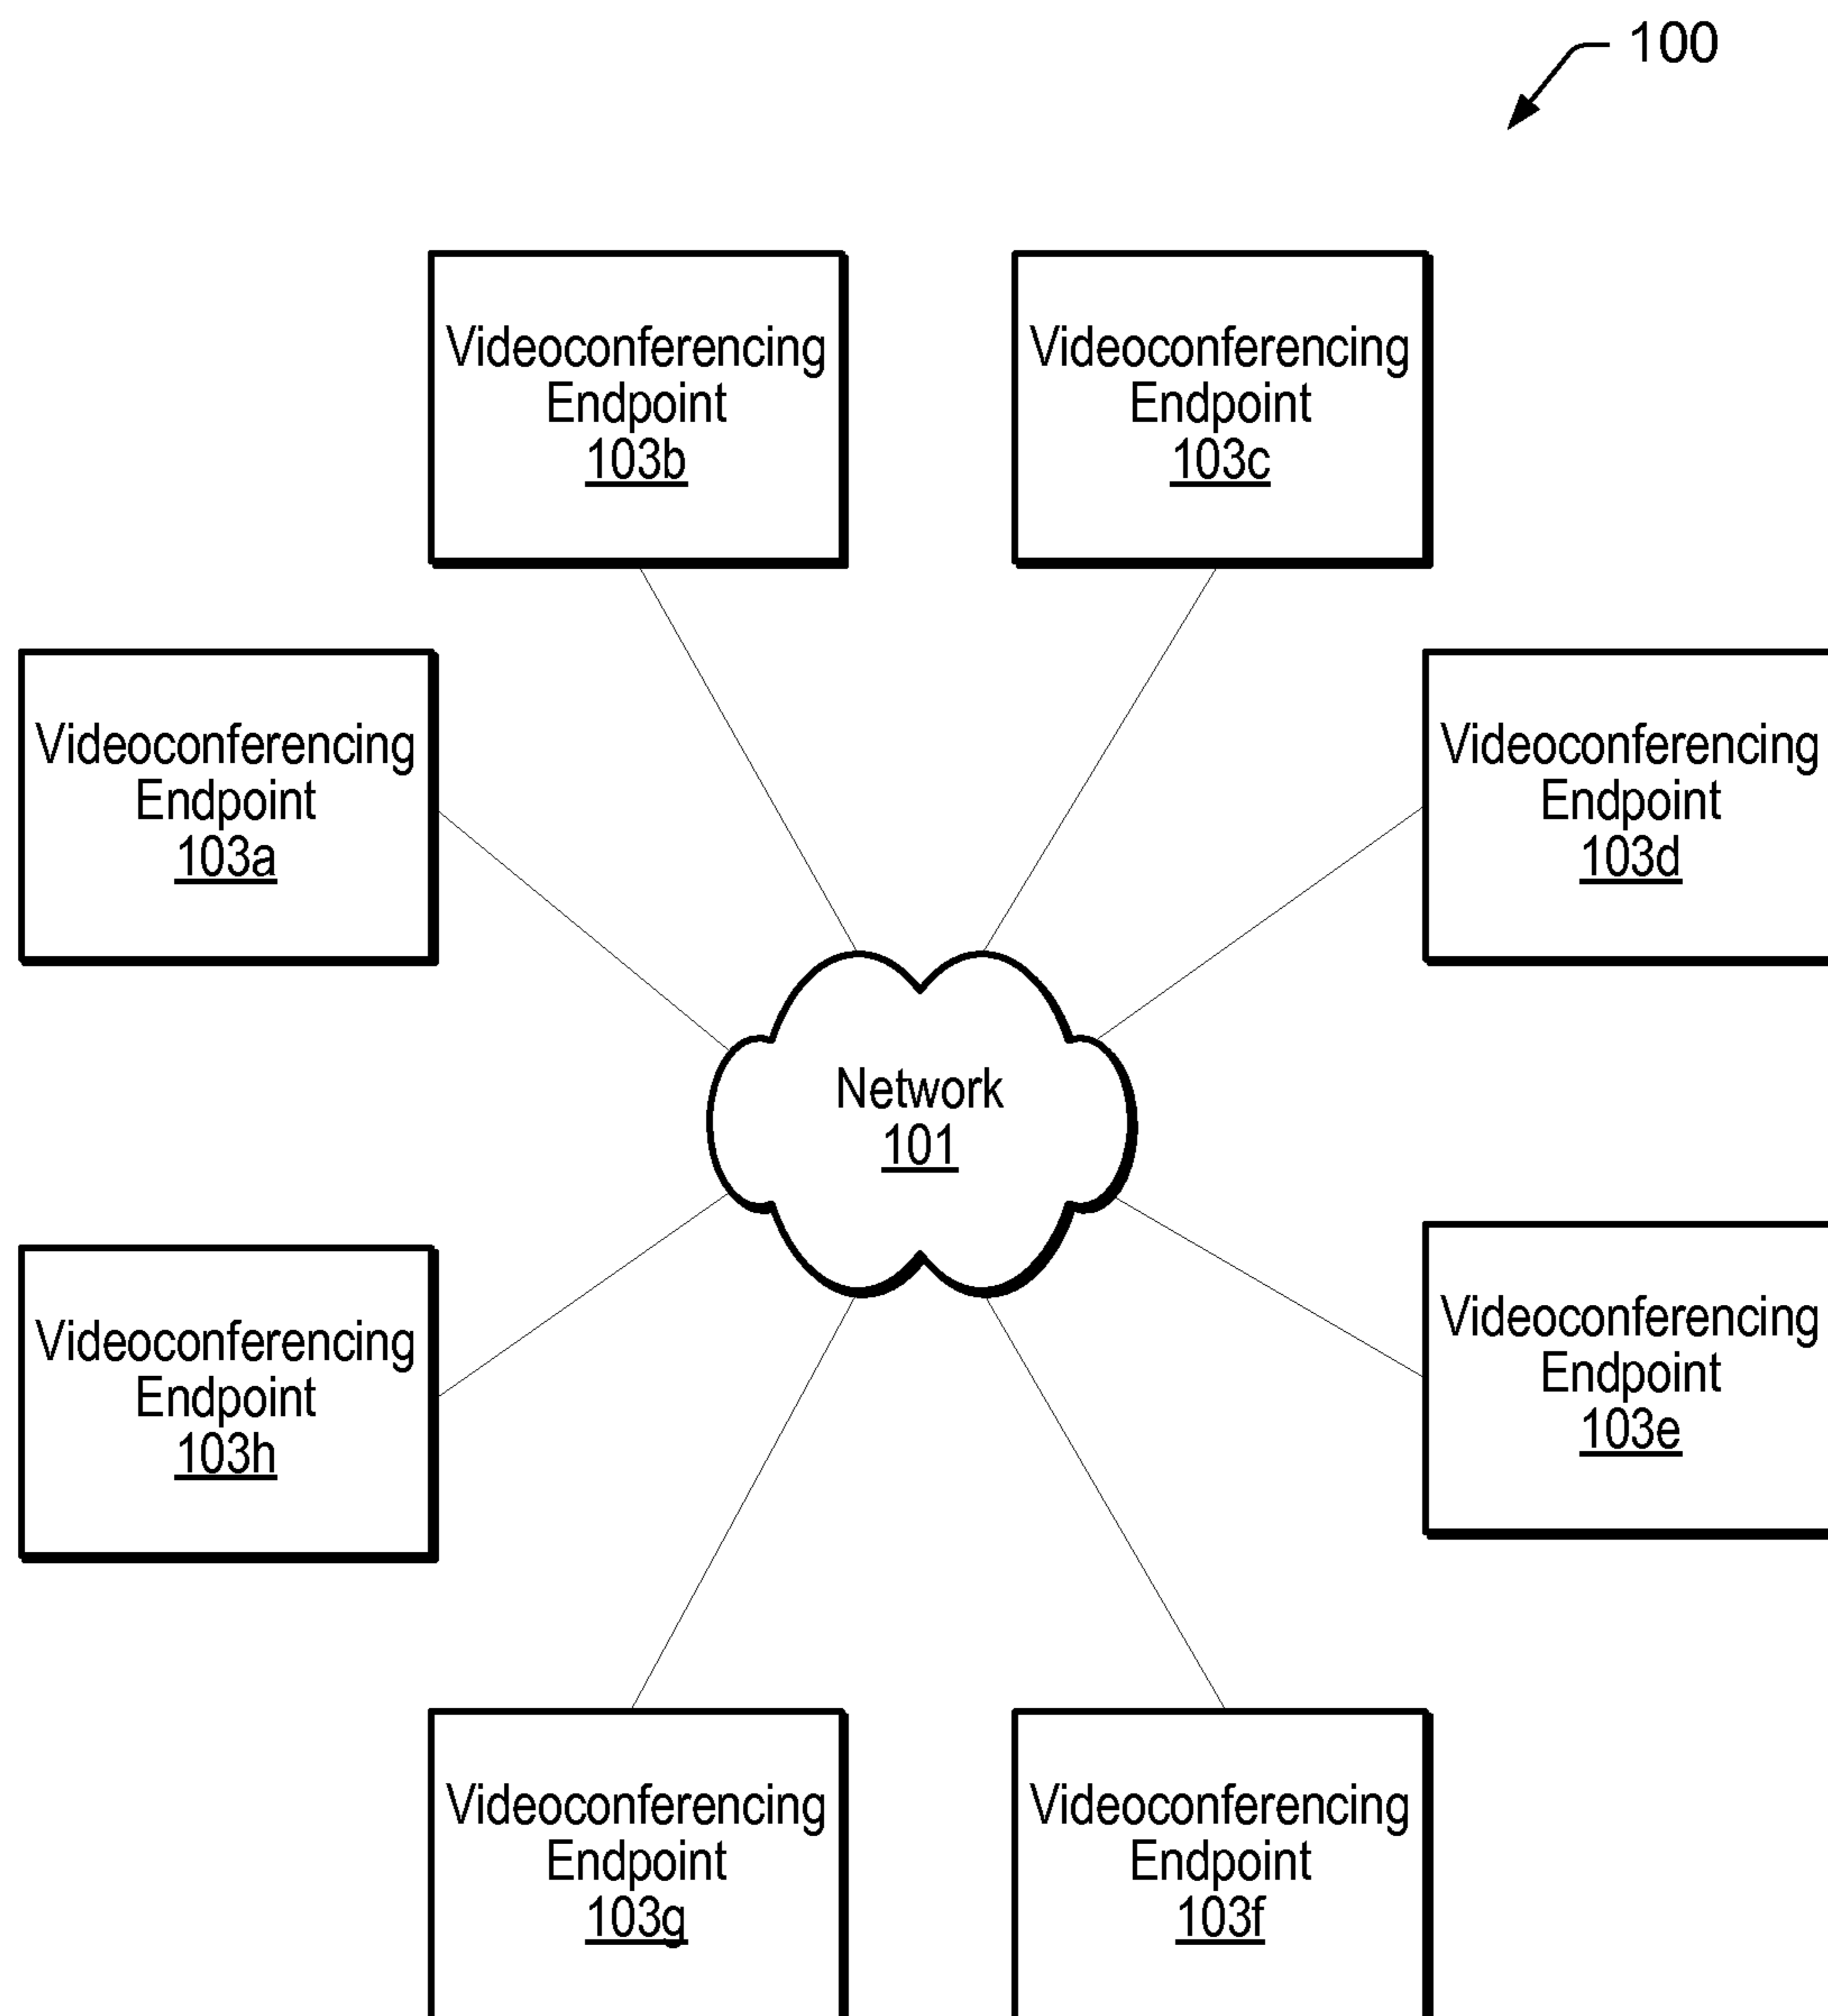 100
Videoconferencing
Endpoint
103b
Videoconferencing
Endpoint
103c
Videoconferencing
Endpoint
103a
Videoconferencing
Endpoint
103d
Network
101
Videoconferencing
Endpoint
103h
Videoconferencing
Endpoint
103e
Videoconferencing
Endpoint
103g
Videoconferencing
Endpoint
103f